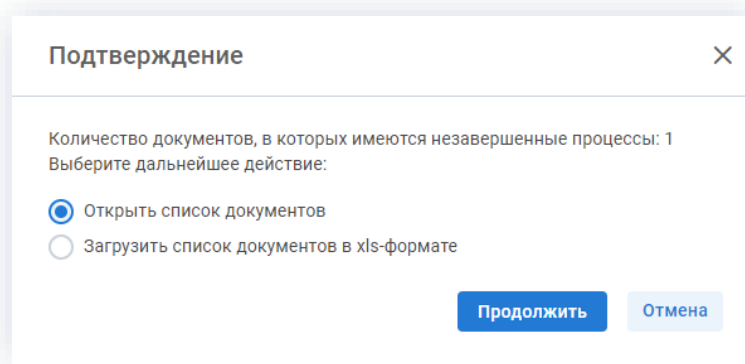 Подтверждение
Количество документов, в которых имеются незавершенные процессы: 1
Выберите дальнейшее действие:
Открыть список документов
Загрузить список документов в xls-формате
Продолжить Отмена